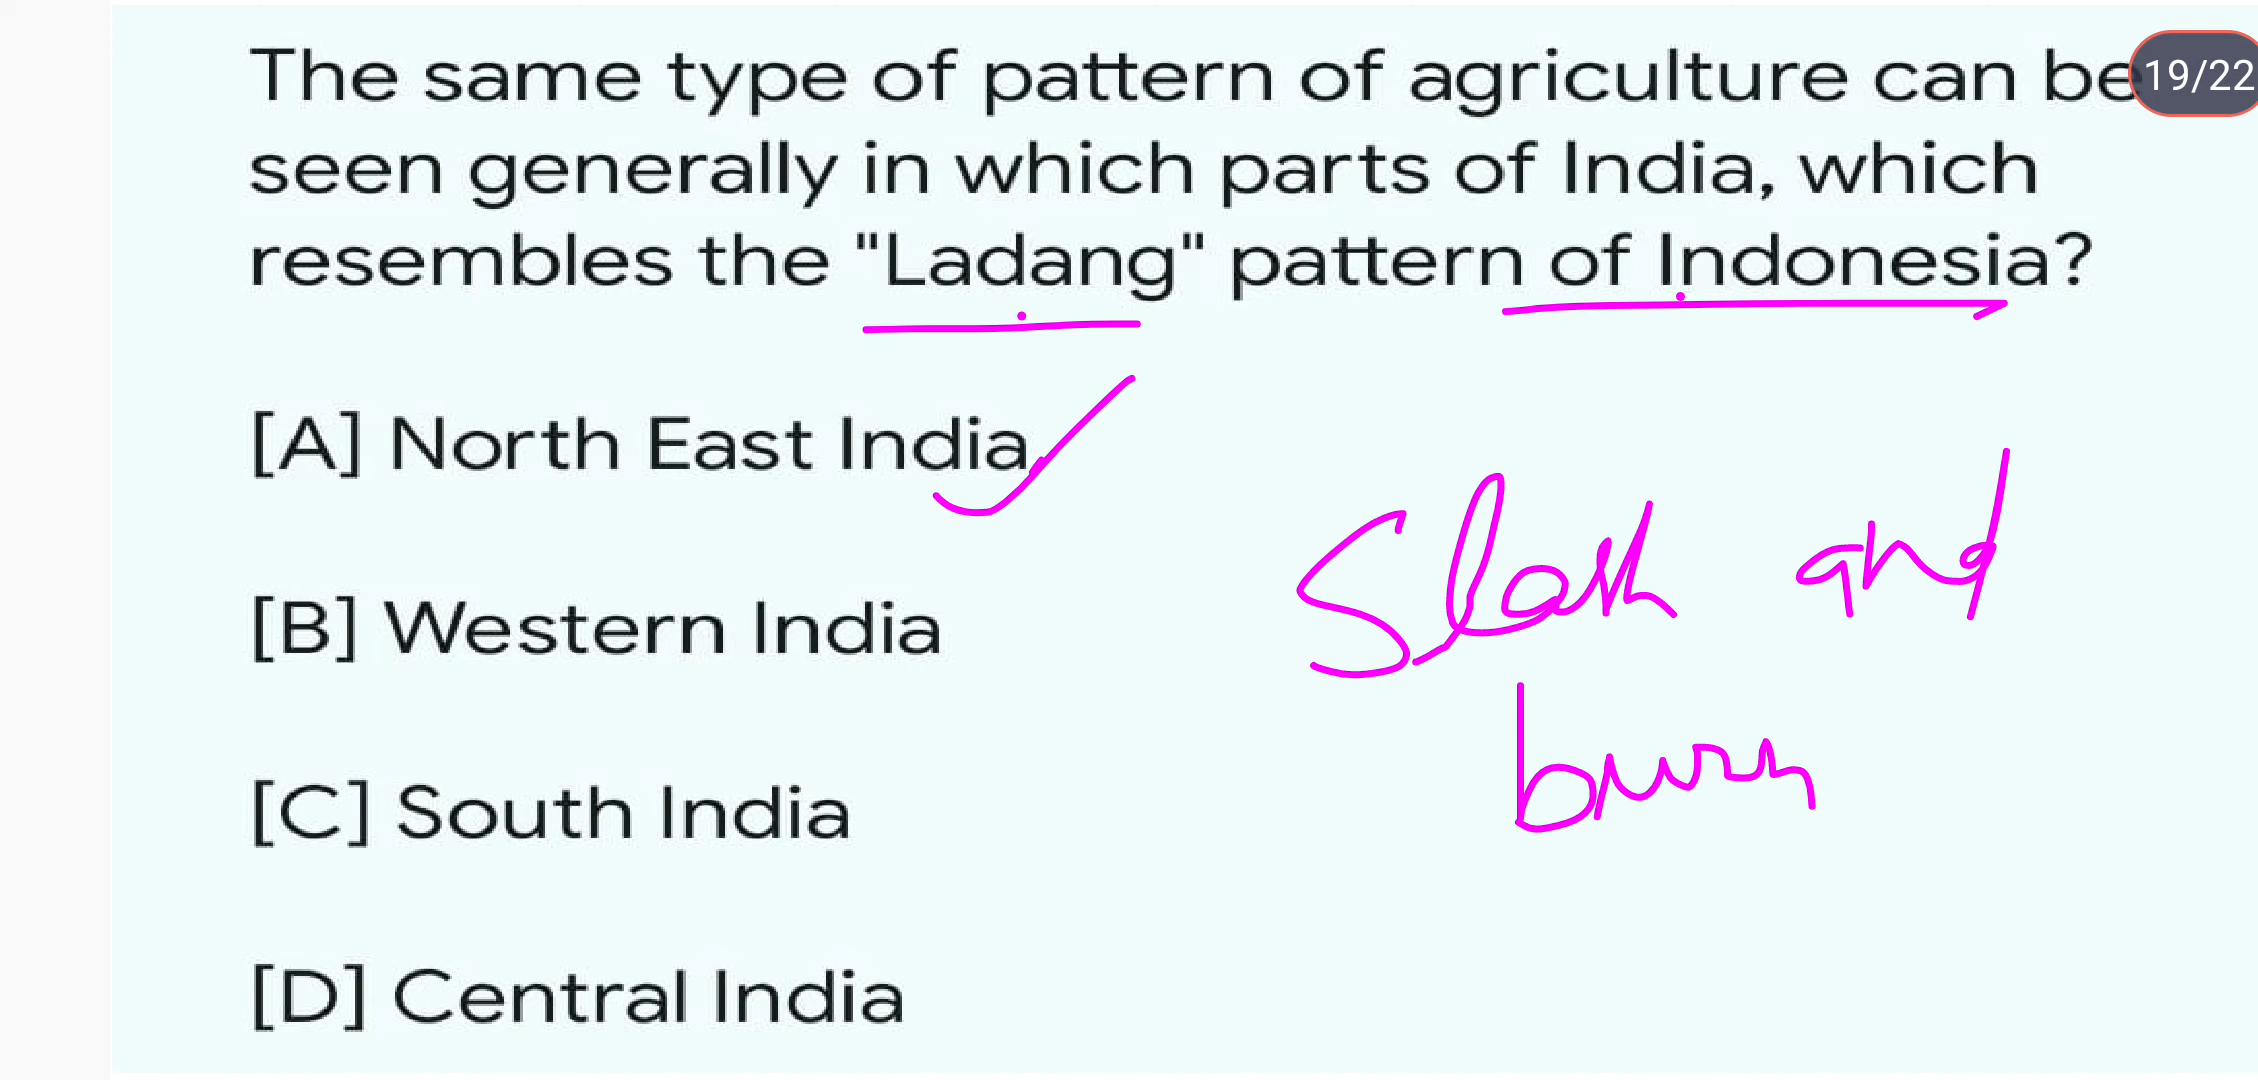 The same type of pattern of agriculture can be
19/22
seen generally in which parts of India, which
resembles the "Ladang" pattern of Indonesia?
[A] North East India
Slash and
[B] Western India
burn
[C] South India
[D] Central India